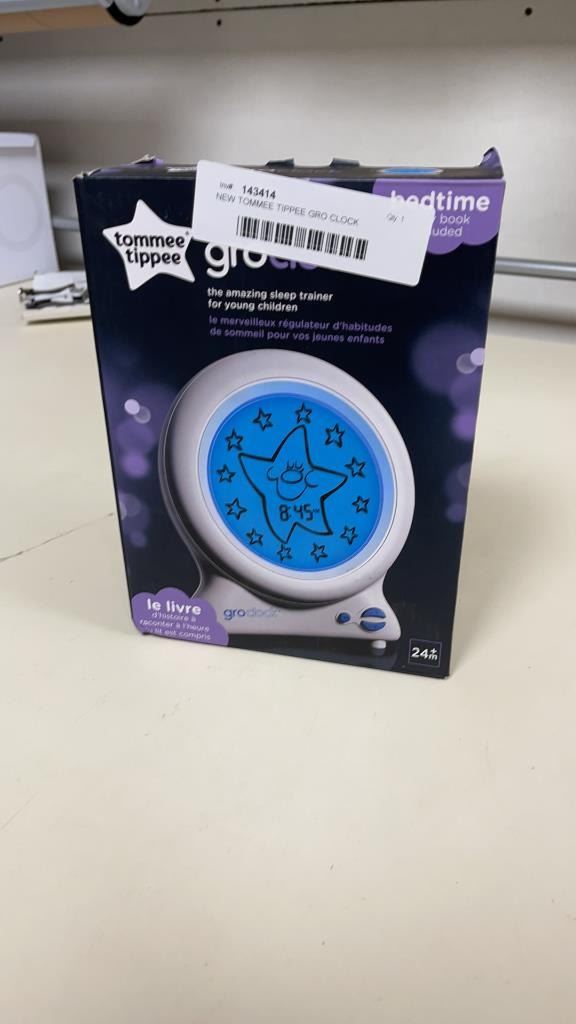 Inv#: 143414
NEW TOMMEE TIPPEE GRO CLOCK
Qty: 1
bedtime
book
tommee
tippee
gro
the amazing sleep trainer
for young children
le merveilleux régulateur d'habitudes
de sommeil pour vos jeunes enfants
8:45
le livre
d'histoire à
raconter à l'heure
lit est compris
groclock
24+
m